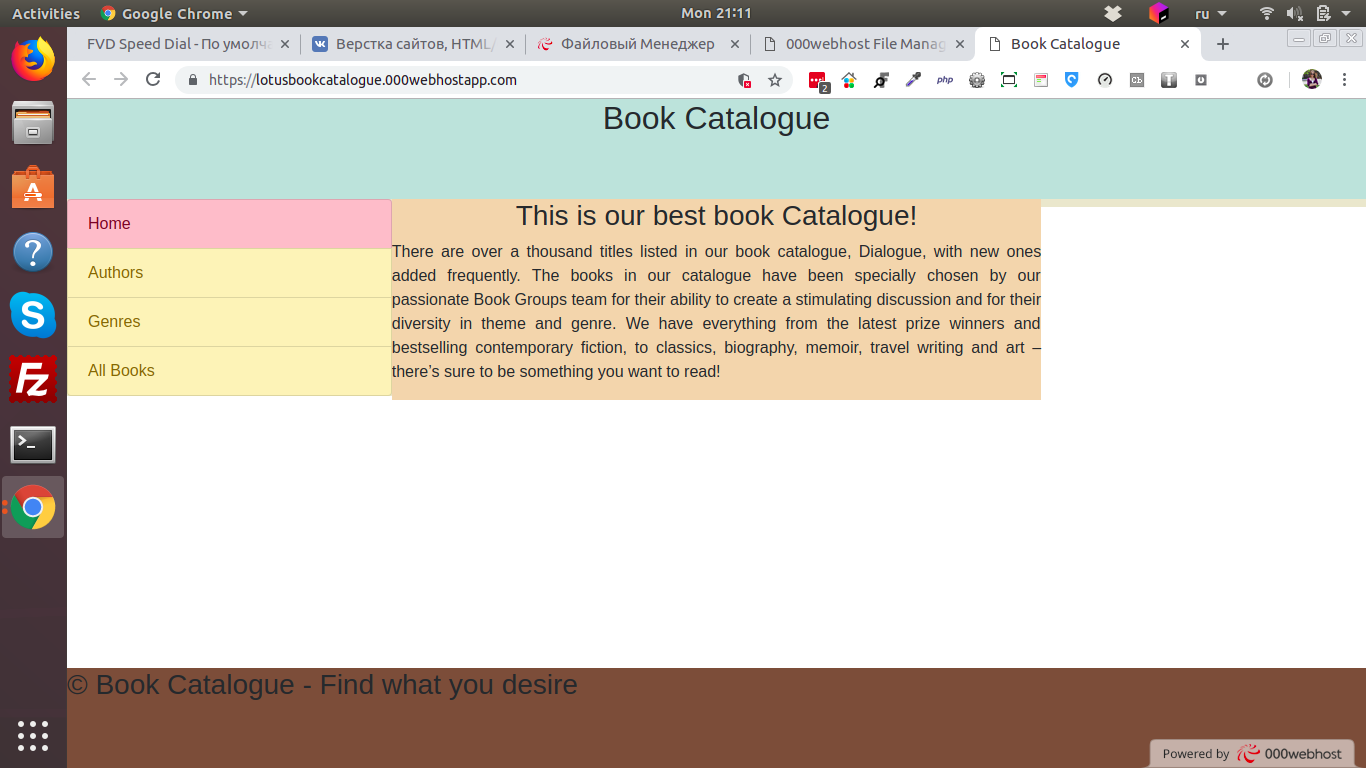 Activities
Google Chrome
Mon 21:11
ru
FVD Speed Dial - По умолча
Верстка сайтов, HTML/
Файловый Менеджер
000webhost File Manag
Book Catalogue
https://lotusbookcatalogue.000webhostapp.com
2
php
Book Catalogue
Home
Authors
Genres
All Books
This is our best book Catalogue!
There are over a thousand titles listed in our book catalogue, Dialogue, with new ones
added frequently. The books in our catalogue have been specially chosen by our
passionate Book Groups team for their ability to create a stimulating discussion and for their
diversity in theme and genre. We have everything from the latest prize winners and
bestselling contemporary fiction, to classics, biography, memoir, travel writing and art –
there’s sure to be something you want to read!
© Book Catalogue - Find what you desire
Powered by 000webhost